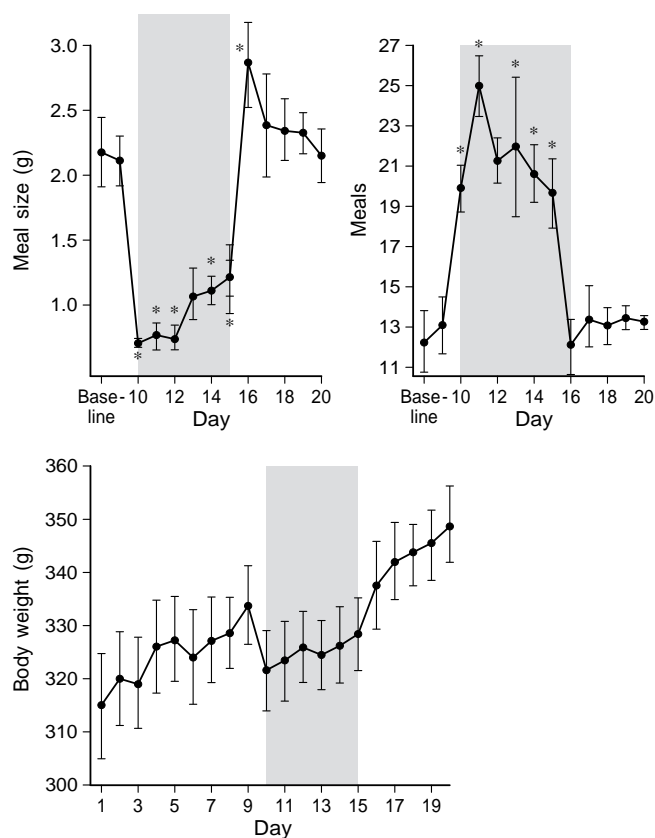 3.0
2.5
2.0
1.5
1.0
Meal size (g)
*
*
*
*
*
*
Base-10 12 14 16 18 20
line
Day
27
25
23
21
19
17
15
13
11
Meals
*
*
*
*
*
Base-10 12 14 16 18 20
line
Day
360
350
340
330
320
310
300
Body weight (g)
1 3 5 7 9 11 13 15 17 19
Day